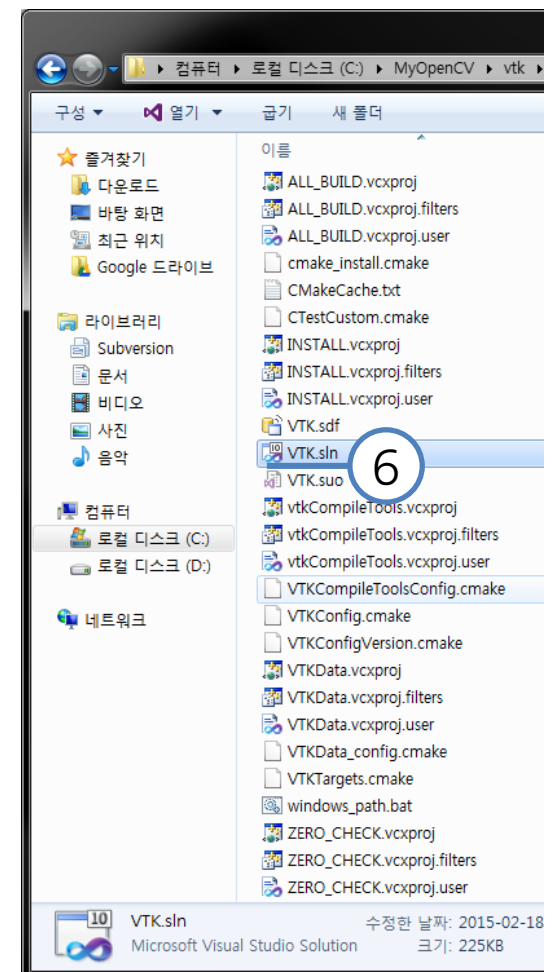 컴퓨터 ▸ 로컬 디스크 (C:) ▸ MyOpenCV ▸ vtk ▸
구성 열기 굽기 새 폴더
즐겨찾기
다운로드
바탕 화면
최근 위치
Google 드라이브
라이브러리
Subversion
문서
비디오
사진
음악
컴퓨터
로컬 디스크 (C:)
로컬 디스크 (D:)
네트워크
이름
ALL_BUILD.vcxproj
ALL_BUILD.vcxproj.filters
ALL_BUILD.vcxproj.user
cmake_install.cmake
CMakeCache.txt
CTestCustom.cmake
INSTALL.vcxproj
INSTALL.vcxproj.filters
INSTALL.vcxproj.user
VTK.sdf
VTK.sln
6
VTK.suo
vtkCompileTools.vcxproj
vtkCompileTools.vcxproj.filters
vtkCompileTools.vcxproj.user
VTKCompileToolsConfig.cmake
VTKConfig.cmake
VTKConfigVersion.cmake
VTKData.vcxproj
VTKData.vcxproj.filters
VTKData.vcxproj.user
VTKData_config.cmake
VTKTargets.cmake
windows_path.bat
ZERO_CHECK.vcxproj
ZERO_CHECK.vcxproj.filters
ZERO_CHECK.vcxproj.user
10 VTK.sln 수정한 날짜: 2015-02-18
Microsoft Visual Studio Solution 크기: 225KB